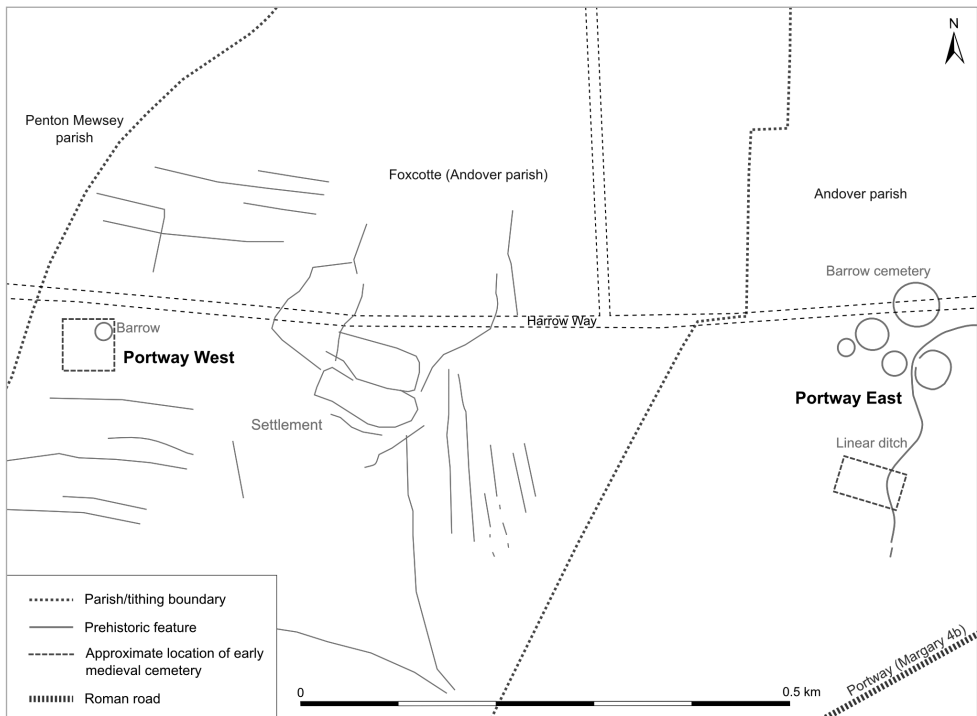 N
Penton Mewsey
parish
Foxcotte (Andover parish)
Andover parish
Barrow cemetery
Harrow Way
Barrow
Portway West
Portway East
Settlement
Linear ditch
Parish/tithing boundary
Prehistoric feature
Approximate location of early
medieval cemetery
Roman road
0
0.5 km
Portway (Margary 4b)